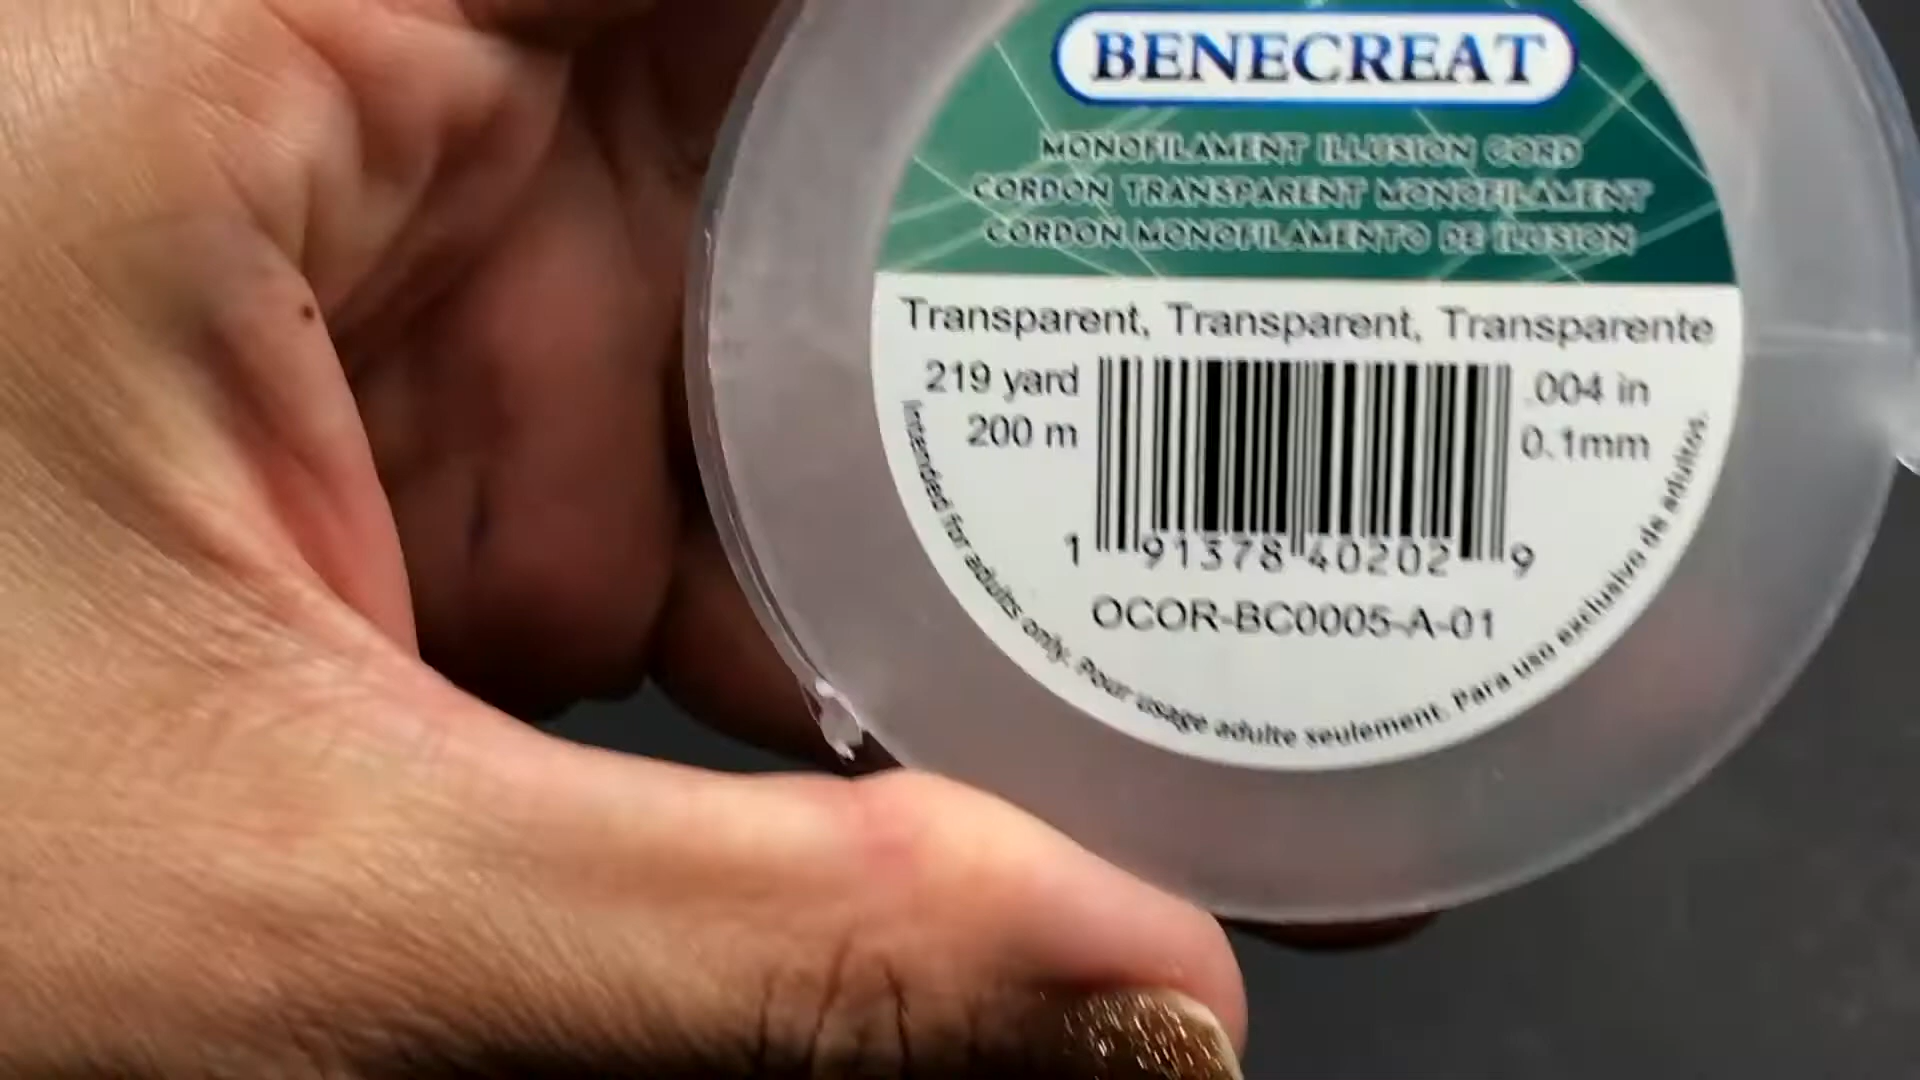 BENECREAT
MONOFILAMENT ILLUSION CORD
CORDON TRANSPARENT MONOFILAMENT
CORDON MONOFILAMENTO DE ILUSION
Transparent, Transparent, Transparente
219 yard
200 m
.004 in
0.1mm
1 91378 40202 9
OCOR-BC0005-A-01
Intended for adults only. Pour usage adulte seulement. Para uso exclusivo de adultos.